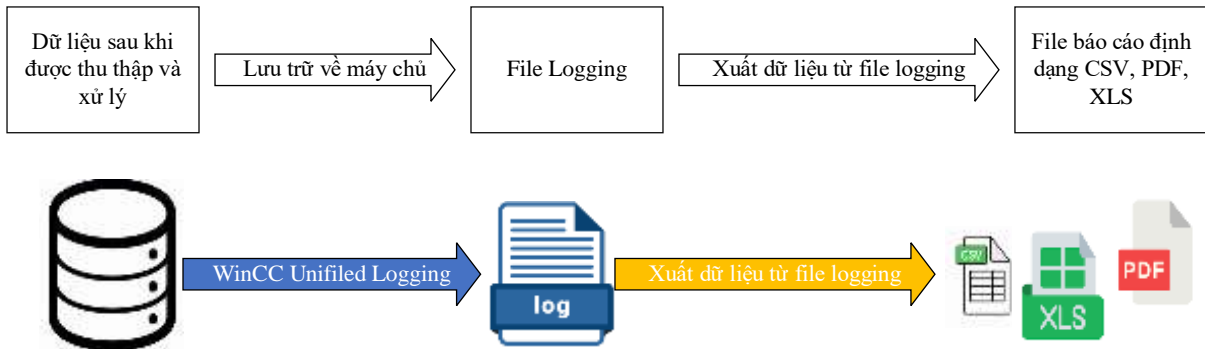 Dữ liệu sau khi
được thu thập và
xử lý
Lưu trữ về máy chủ
File Logging
Xuất dữ liệu từ file logging
File báo cáo định
dạng CSV, PDF,
XLS
WinCC Unifiled Logging
log
Xuất dữ liệu từ file logging
CSV
XLS
PDF